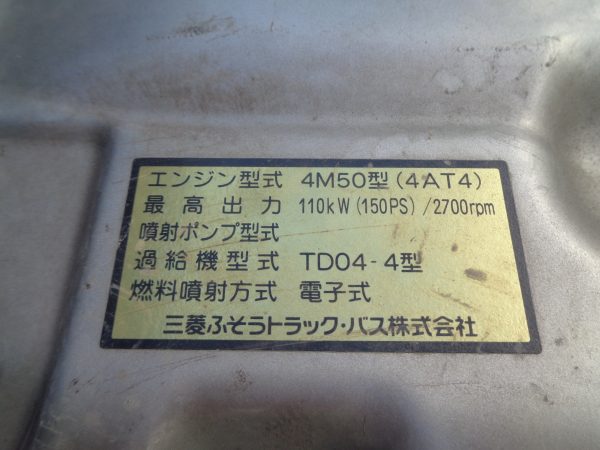 エンジン型式 4M50型(4AT4)
最高出力 110kW(150PS)/2700rpm
噴射ポンプ型式
過給機型式 TD04-4型
燃料噴射方式 電子式
三菱ふそうトラック・バス株式会社